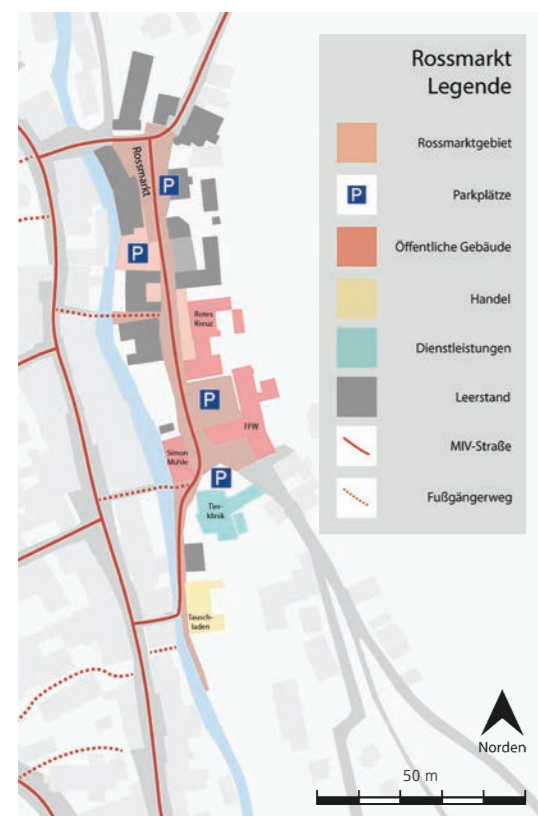 Rossmarkt
Legende
Rossmarktgebiet
P
Parkplätze
Öffentliche Gebäude
Handel
Dienstleistungen
Leerstand
MIV-Straße
Fußgängerweg
Rossmarkt
P
P
Rotes
Kreuz
P
FFW
Simon
Mühle
P
Tier-
klinik
Tausch-
laden
Norden
50 m